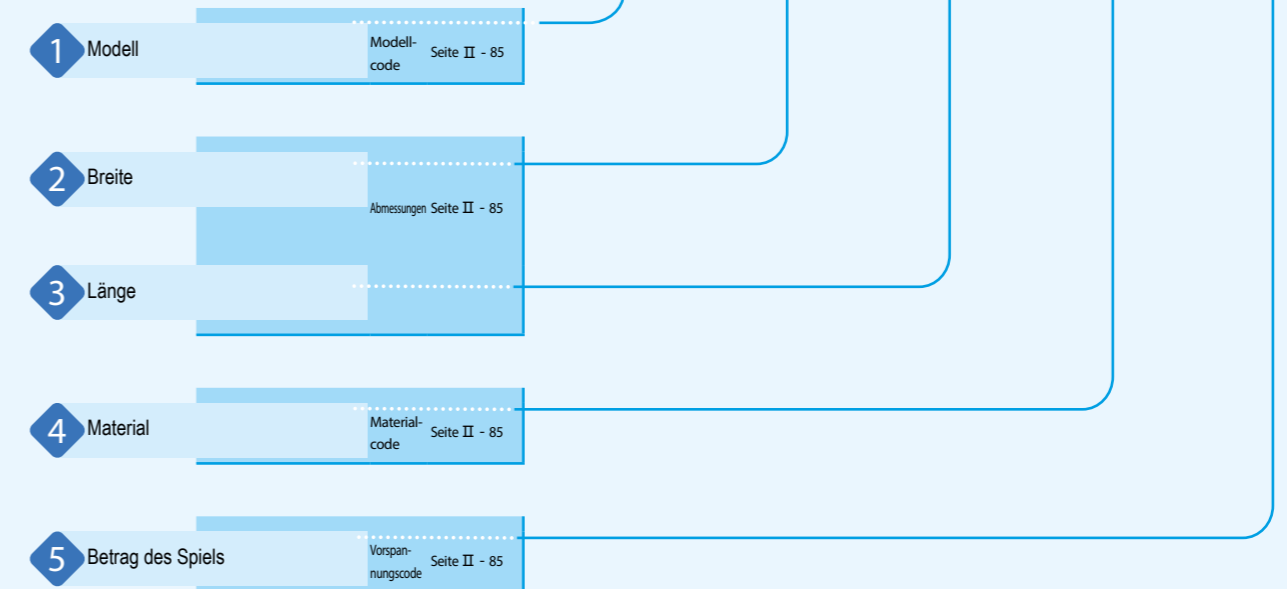 1 Modell Modell-
code Seite Ⅱ - 85
2 Breite
Abmessungen Seite Ⅱ - 85
3 Länge
4 Material Material-
code Seite Ⅱ - 85
5 Betrag des Spiels Vorspan-
nungscode Seite Ⅱ - 85